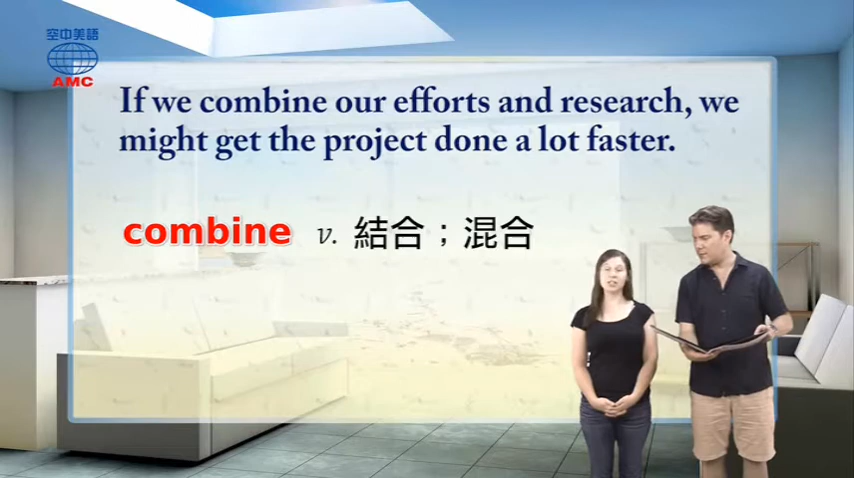 空中美語
AMC
If we combine our efforts and research, we
might get the project done a lot faster.
combine v. 結合；混合